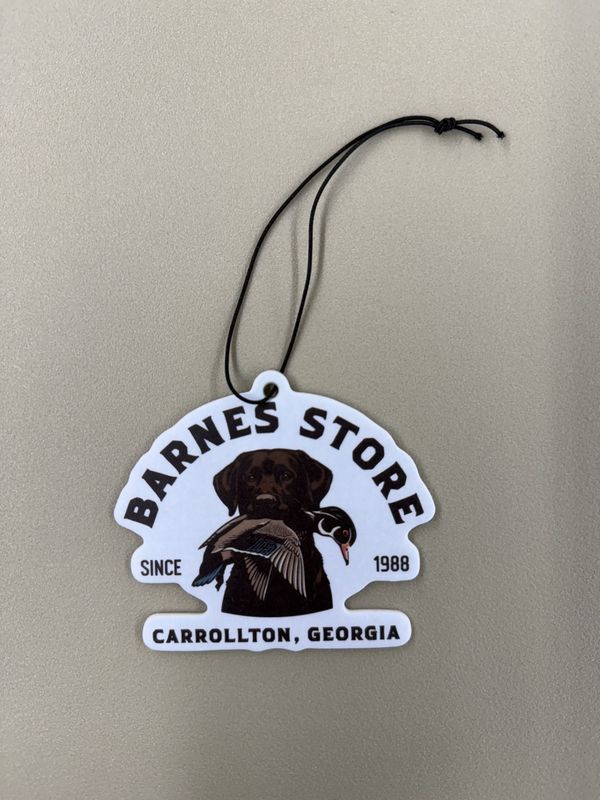 BARNES STORE
SINCE 1988
CARROLLTON, GEORGIA